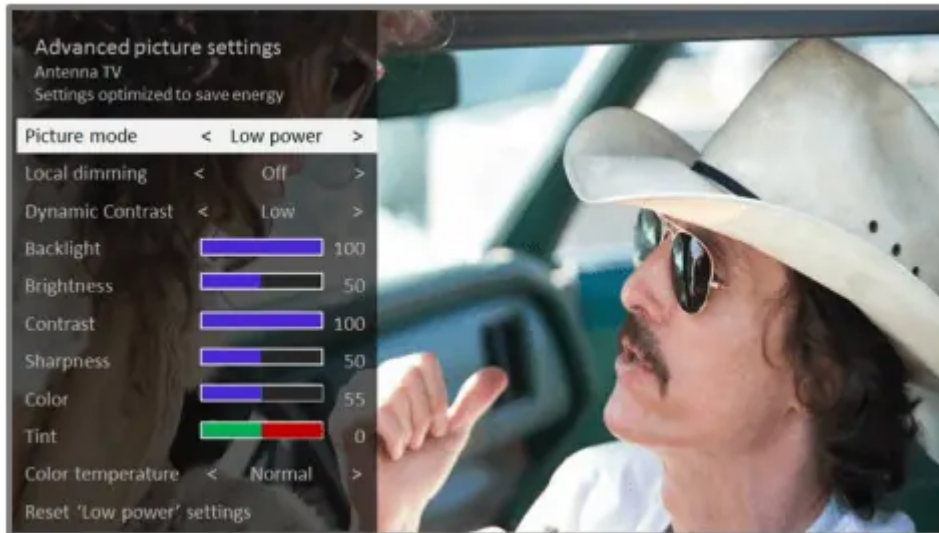 Advanced picture settings
Antenna TV
Settings optimized to save energy
Picture mode < Low power >
Local dimming < Off >
Dynamic Contrast < Low >
Backlight 100
Brightness 50
Contrast 100
Sharpness 50
Color 55
Tint 0
Color temperature < Normal >
Reset 'Low power' settings